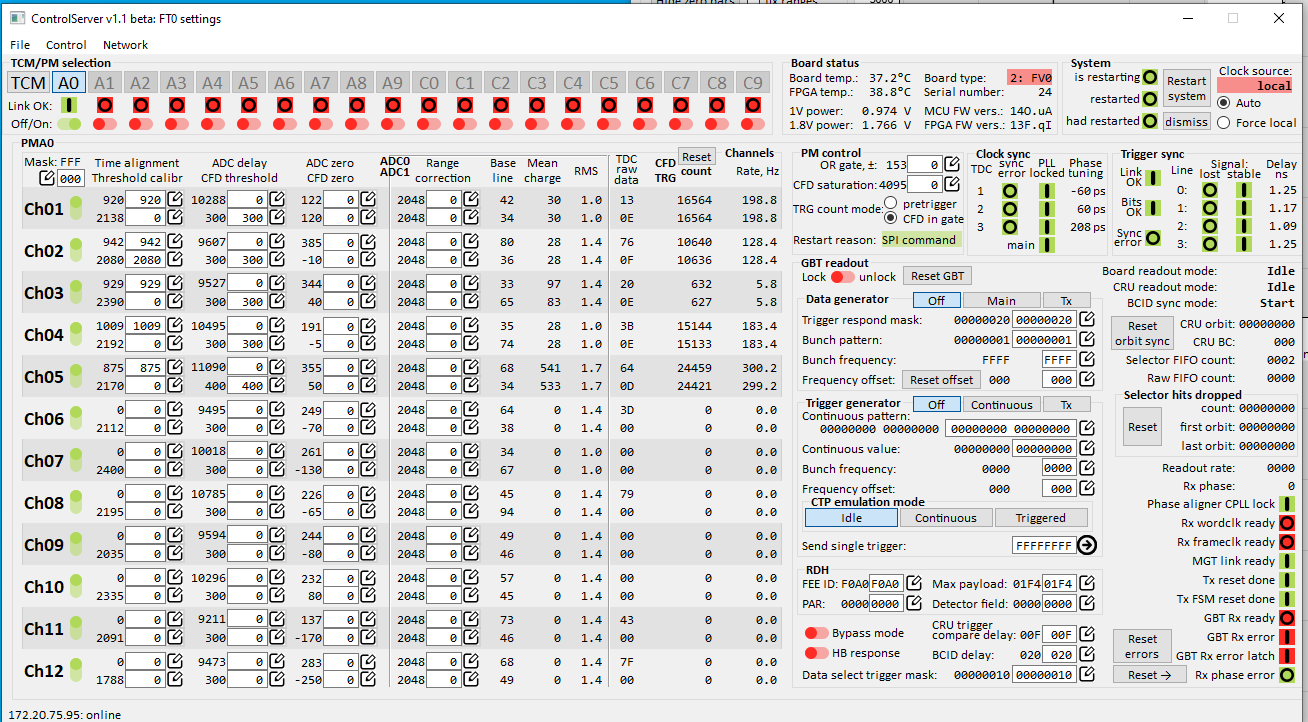 ControlServer v1.1 beta: FT0 settings
File Control Network
TCM/PM selection
TCM A0 A1 A2 A3 A4 A5 A6 A7 A8 A9 C0 C1 C2 C3 C4 C5 C6 C7 C8 C9
Link OK:
Off/On:
Board status
Board temp.: 37.2°C Board type: 2: FV0
FPGA temp.: 38.8°C Serial number: 24
1V power: 0.974 V MCU FW vers.: 140.uA
1.8V power: 1.766 V FPGA FW vers.: 13F.qI
System
is restarting
restarted
had restarted
Restart system
dismiss
Clock source:
local
Auto
Force local
PMA0
Mask: FFF
000
Time alignment
Threshold calibr
ADC delay
CFD threshold
ADC zero
CFD zero
ADC0
ADC1
Range correction
Base line
Mean charge
RMS
TDC raw data
CFD
TRG
Reset
count
Channels
Rate, Hz
Ch01 920 920 10288 0 122 0 2048 0 42 30 1.0 13 16564 198.8
2138 0 300 300 120 0 2048 0 34 30 1.0 0E 16564 198.8
Ch02 942 942 9607 0 385 0 2048 0 80 28 1.4 76 10640 128.4
2080 2080 300 300 -10 0 2048 0 36 28 1.4 0F 10636 128.4
Ch03 929 929 9527 0 344 0 2048 0 33 97 1.4 20 632 5.8
2390 0 300 300 40 0 2048 0 65 83 1.4 0E 627 5.8
Ch04 1009 1009 10495 0 191 0 2048 0 35 28 1.0 3B 15144 183.4
2192 0 300 300 -5 0 2048 0 74 28 1.4 0E 15133 183.4
Ch05 875 875 11090 0 355 0 2048 0 68 541 1.7 64 24459 300.2
2170 0 400 400 50 0 2048 0 34 533 1.7 0D 24421 299.2
Ch06 0 0 9495 0 249 0 2048 0 64 0 1.4 3D 0 0.0
2112 0 300 0 -70 0 2048 0 38 0 1.4 00 0 0.0
Ch07 0 0 10018 0 261 0 2048 0 34 0 1.0 00 0 0.0
2400 0 300 0 -130 0 2048 0 67 0 1.4 00 0 0.0
Ch08 0 0 10785 0 226 0 2048 0 45 0 1.4 79 0 0.0
2195 0 300 0 -65 0 2048 0 94 0 1.4 00 0 0.0
Ch09 0 0 9594 0 244 0 2048 0 49 0 1.4 00 0 0.0
2035 0 300 0 -80 0 2048 0 46 0 1.4 00 0 0.0
Ch10 0 0 10296 0 232 0 2048 0 57 0 1.4 00 0 0.0
2335 0 300 0 80 0 2048 0 45 0 1.4 00 0 0.0
Ch11 0 0 9211 0 137 0 2048 0 73 0 1.4 43 0 0.0
2091 0 300 0 -170 0 2048 0 46 0 1.4 00 0 0.0
Ch12 0 0 9473 0 283 0 2048 0 68 0 1.4 7F 0 0.0
1788 0 300 0 -250 0 2048 0 49 0 1.4 00 0 0.0
PM control
OR gate, ±: 153 0
CFD saturation: 4095 0
TRG count mode: pretrigger
CFD in gate
Restart reason: SPI command
Clock sync
TDC sync error PLL locked Phase tuning
1 -60 ps
2 60 ps
3 208 ps
main
Trigger sync
Link OK
Bits OK
Sync error
Line Signal: lost stable Delay ns
0: 1.25
1: 1.17
2: 1.09
3: 1.25
GBT readout
Lock unlock Reset GBT
Data generator Off Main Tx
Trigger respond mask: 00000020 00000020
Bunch pattern: 00000001 00000001
Bunch frequency: FFFF FFFF
Frequency offset: Reset offset 000 000
Trigger generator Off Continuous Tx
Continuous pattern:
00000000 00000000 00000000 00000000
Continuous value: 00000000 00000000
Bunch frequency: 0000 0000
Frequency offset: 000 000
CTP emulation mode
Idle Continuous Triggered
Send single trigger: FFFFFFFF
RDH
FEE ID: F0A0 F0A0 Max payload: 01F4 01F4
PAR: 0000 0000 Detector field: 0000 0000
Bypass mode
HB response
CRU trigger
compare delay: 00F 00F
BCID delay: 020 020
Data select trigger mask: 00000010 00000010
Board readout mode: Idle
CRU readout mode: Idle
BCID sync mode: Start
Reset orbit sync
CRU orbit: 00000000
CRU BC: 000
Selector FIFO count: 0002
Raw FIFO count: 0000
Selector hits dropped
Reset
count: 00000000
first orbit: 00000000
last orbit: 00000000
Readout rate: 0000
Rx phase: 0
Phase aligner CPLL lock
Rx wordclk ready
Rx frameclk ready
MGT link ready
Tx reset done
Tx FSM reset done
GBT Rx ready
Reset errors
GBT Rx error
GBT Rx error latch
Reset → Rx phase error
172.20.75.95: online